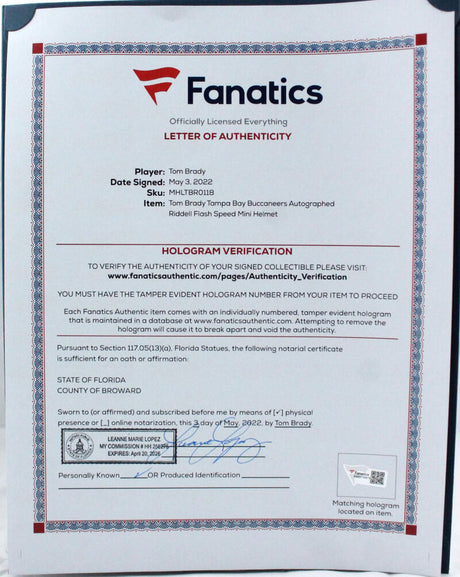 Fanatics
Officially Licensed Everything
LETTER OF AUTHENTICITY
Player: Tom Brady
Date Signed: May 3, 2022
Sku: MHLTBR0118
Item: Tom Brady Tampa Bay Buccaneers Autographed
Riddell Flash Speed Mini Helmet
HOLOGRAM VERIFICATION
TO VERIFY THE AUTHENTICITY OF YOUR SIGNED COLLECTIBLE PLEASE VISIT:
www.fanaticsauthentic.com/pages/Authenticity_Verification
YOU MUST HAVE THE TAMPER EVIDENT HOLOGRAM NUMBER FROM YOUR ITEM TO PROCEED
Each Fanatics Authentic item comes with an individually numbered, tamper evident hologram
that is maintained in a database at www.fanaticsauthentic.com. Attempting to remove the
hologram will cause it to break apart and void the authenticity.
Pursuant to Section 117.05(13)(a), Florida Statues, the following notarial certificate
is sufficient for an oath or affirmation:
STATE OF FLORIDA
COUNTY OF BROWARD
Sworn to (or affirmed) and subscribed before me by means of [✓] physical
presence or [_] online notarization, this 3 day of May, 2022, by Tom Brady.
LEANNE MARIE LOPEZ
MY COMMISSION # HH
EXPIRES: April 20, 2026
Personally Known ✓ OR Produced Identification
Matching hologram
located on item.